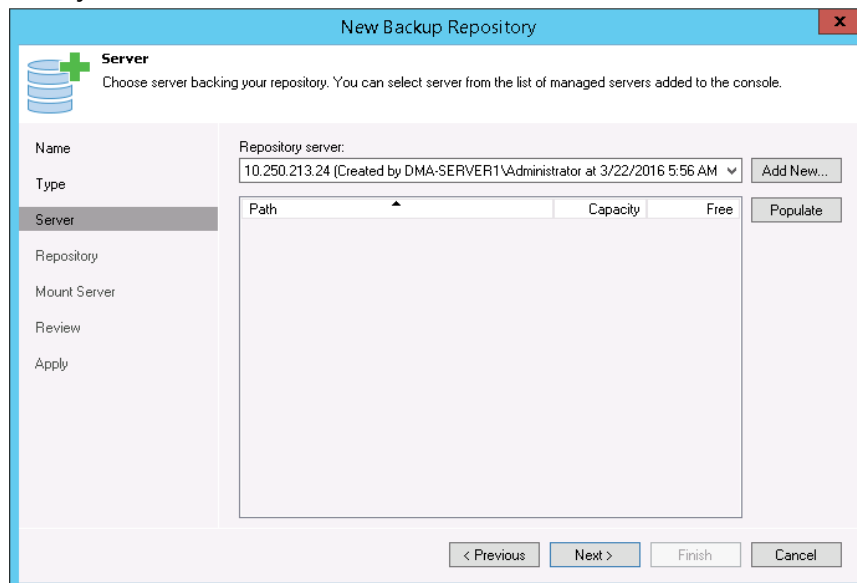 New Backup Repository
x
Server
Choose server backing your repository. You can select server from the list of managed servers added to the console.
Name
Type
Server
Repository
Mount Server
Review
Apply
Repository server:
10.250.213.24 (Created by DMA-SERVER1\Administrator at 3/22/2016 5:56 AM
Add New...
Path Capacity Free
Populate
< Previous Next > Finish Cancel